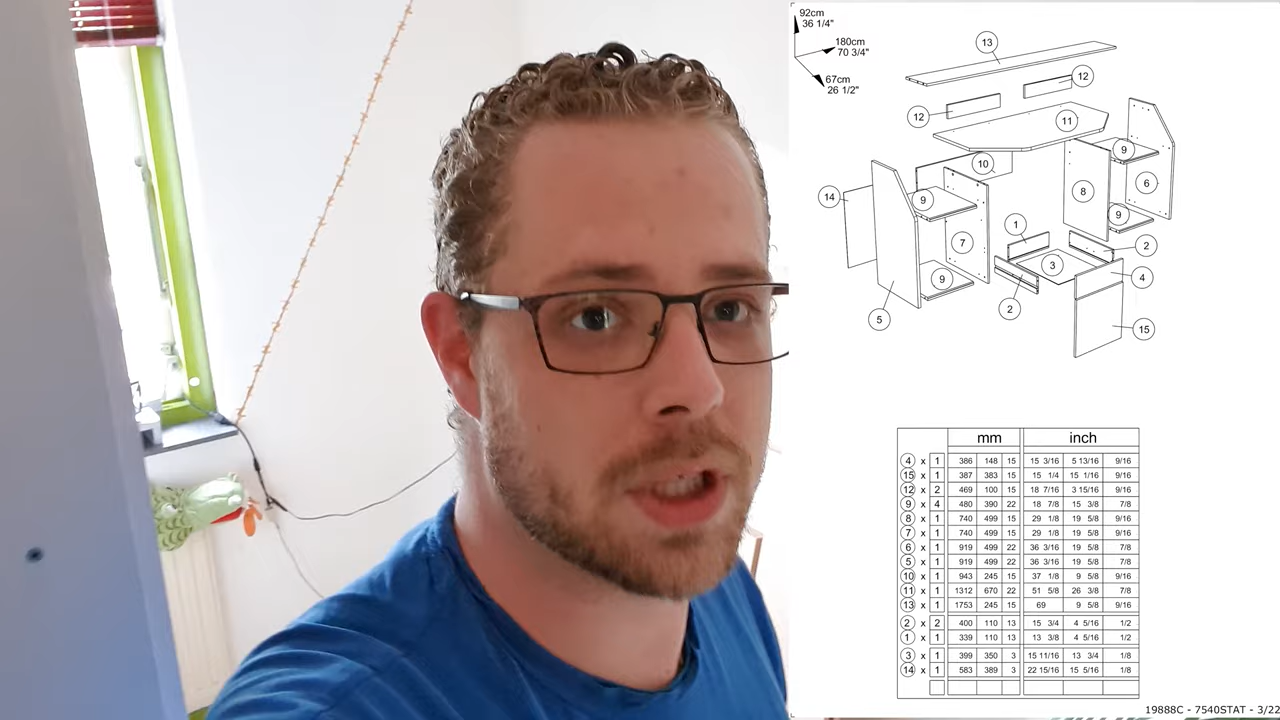 92cm
36 1/4"
180cm
70 3/4"
67cm
26 1/2"
13
12
12
11
10
9
9
14
8
6
9
1
7
2
3
9
4
2
5
15
mm inch
4 x 1 386 148 15 15 3/16 5 13/16 9/16
15 x 1 387 383 15 15 1/4 15 1/16 9/16
12 x 2 469 100 15 18 7/16 3 15/16 9/16
9 x 4 480 390 22 18 7/8 15 3/8 7/8
8 x 1 740 499 15 29 1/8 19 5/8 9/16
7 x 1 740 499 15 29 1/8 19 5/8 9/16
6 x 1 919 499 22 36 3/16 19 5/8 7/8
5 x 1 919 499 22 36 3/16 19 5/8 7/8
10 x 1 943 245 15 37 1/8 9 5/8 9/16
11 x 1 1312 670 22 51 5/8 26 3/8 7/8
13 x 1 1753 245 15 69 9 5/8 9/16
2 x 2 400 110 13 15 3/4 4 5/16 1/2
1 x 1 339 110 13 13 3/8 4 5/16 1/2
3 x 1 399 350 3 15 11/16 13 3/4 1/8
14 x 1 583 389 3 22 15/16 15 5/16 1/8
19888C - 7540STAT - 3/22